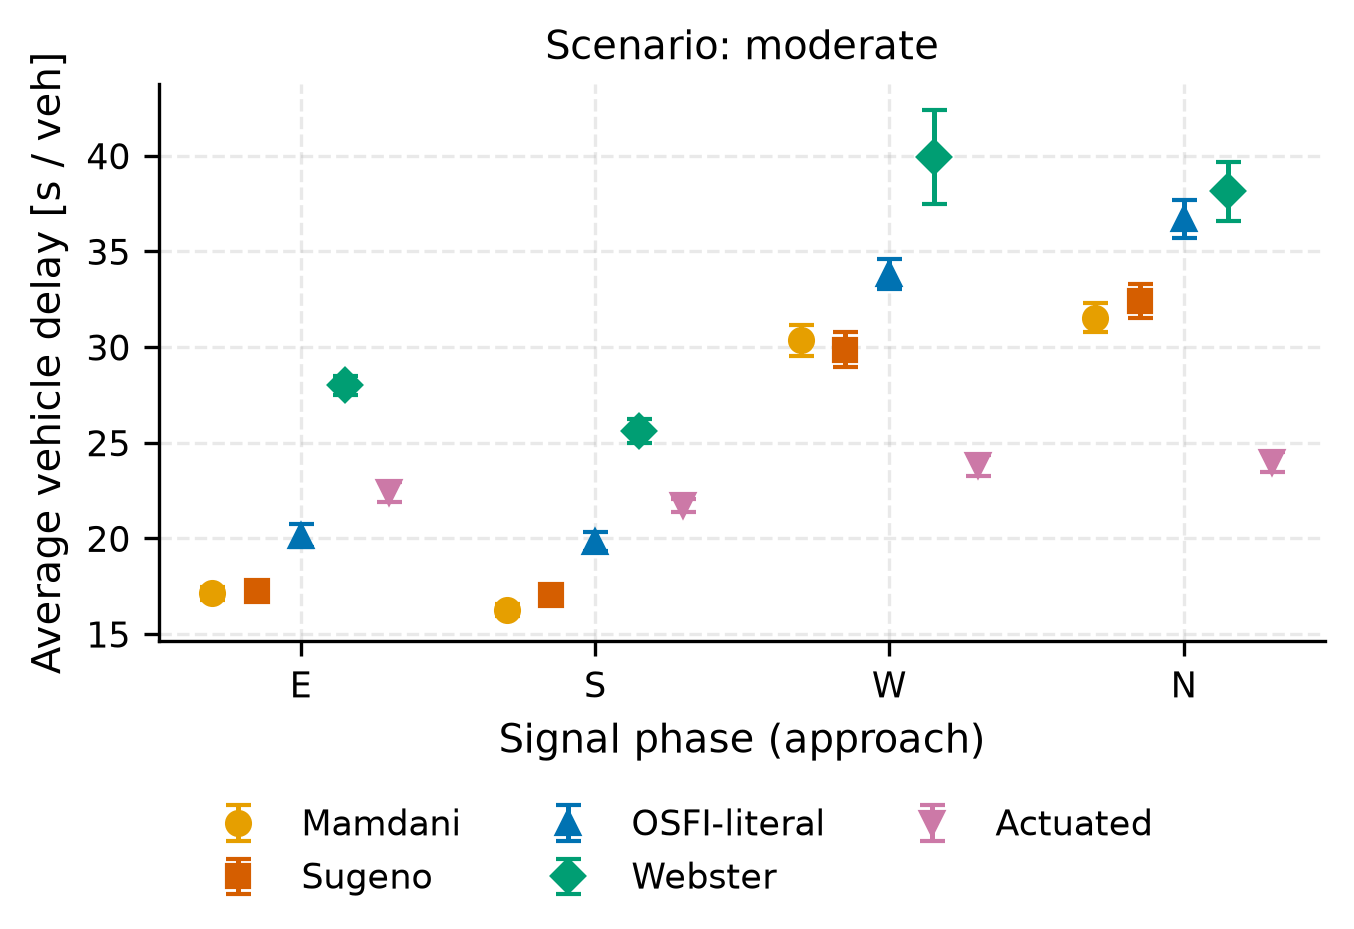 Scenario: moderate
Average vehicle delay [s / veh]
40
35
30
25
20
15
E
S
W
N
Signal phase (approach)
Mamdani
Sugeno
OSFI-literal
Webster
Actuated